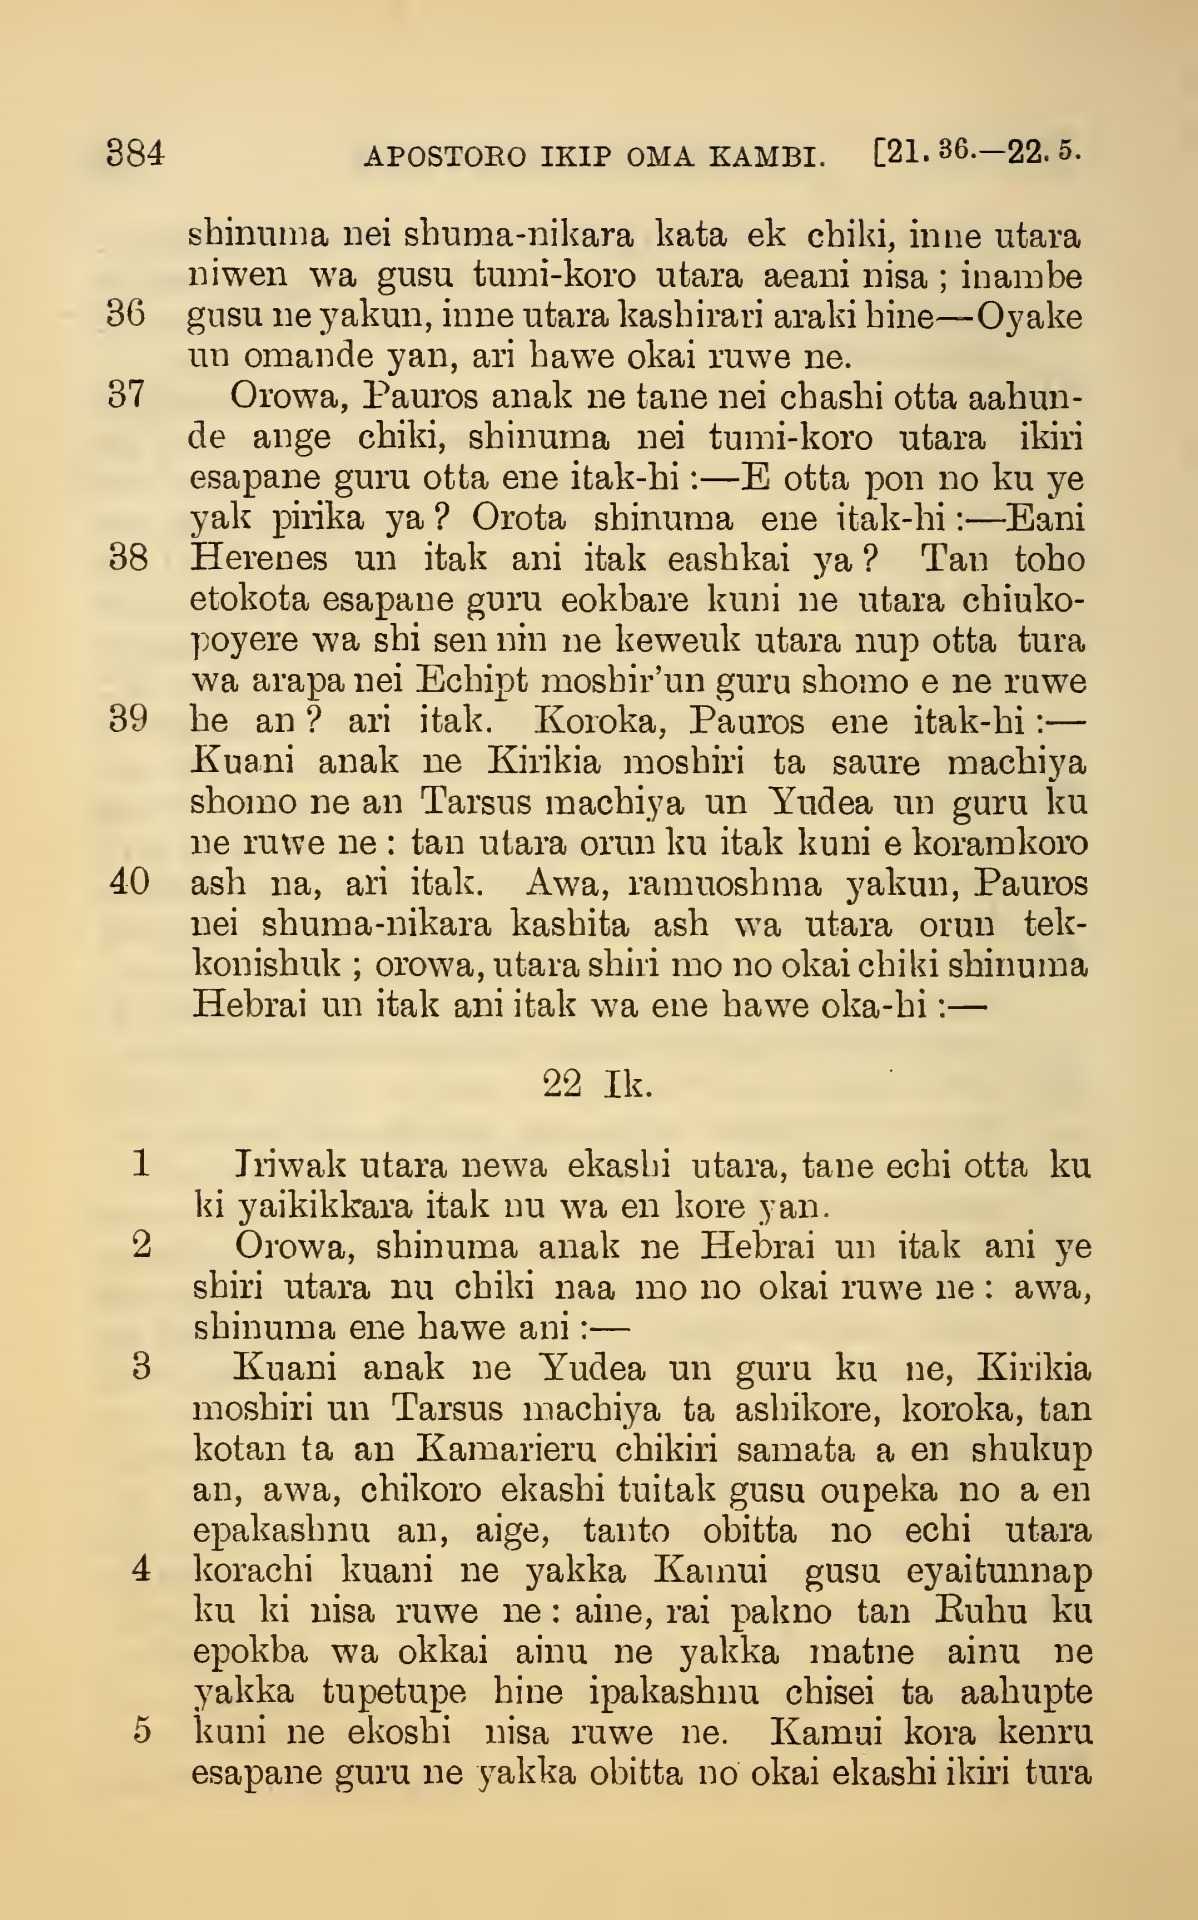 384 APOSTORO IKIP OMA KAMBI. [21. 36.—22. 5.
shinuma nei shuma-nikara kata ek chiki, inne utara
niwen wa gusu tumi-koro utara aeani nisa ; inambe
36 gusu ne yakun, inne utara kashirari araki hine—Oyake
un omande yan, ari hawe okai ruwe ne.
37 Orowa, Pauros anak ne tane nei chashi otta aahun-
de ange chiki, shinuma nei tumi-koro utara ikiri
esapane guru otta ene itak-hi :—E otta pon no ku ye
yak pirika ya ? Orota shinuma ene itak-hi :—Eani
38 Herenes un itak ani itak eashkai ya ? Tan toho
etokota esapane guru eokbare kuni ne utara chiuko-
poyere wa shi sen nin ne keweuk utara nup otta tura
wa arapa nei Echipt moshir'un guru shomo e ne ruwe
39 he an ? ari itak. Koroka, Pauros ene itak-hi :—
Kuani anak ne Kirikia moshiri ta saure machiya
shomo ne an Tarsus machiya un Yudea un guru ku
ne ruwe ne : tan utara orun ku itak kuni e koramkoro
40 ash na, ari itak. Awa, ramuoshma yakun, Pauros
nei shuma-nikara kashita ash wa utara orun tek-
konishuk ; orowa, utara shiri mo no okai chiki shinuma
Hebrai un itak ani itak wa ene hawe oka-hi :—
22 Ik.
1 Iriwak utara newa ekashi utara, tane echi otta ku
ki yaikikkara itak nu wa en kore yan.
2 Orowa, shinuma anak ne Hebrai un itak ani ye
shiri utara nu chiki naa mo no okai ruwe ne : awa,
shinuma ene hawe ani :—
3 Kuani anak ne Yudea un guru ku ne, Kirikia
moshiri un Tarsus machiya ta ashikore, koroka, tan
kotan ta an Kamarieru chikiri samata a en shukup
an, awa, chikoro ekashi tuitak gusu oupeka no a en
epakashnu an, aige, tanto obitta no echi utara
4 korachi kuani ne yakka Kamui gusu eyaitunnap
ku ki nisa ruwe ne : aine, rai pakno tan Ruhu ku
epokba wa okkai ainu ne yakka matne ainu ne
yakka tupetupe hine ipakashnu chisei ta aahupte
5 kuni ne ekoshi nisa ruwe ne. Kamui kora kenru
esapane guru ne yakka obitta no okai ekashi ikiri tura